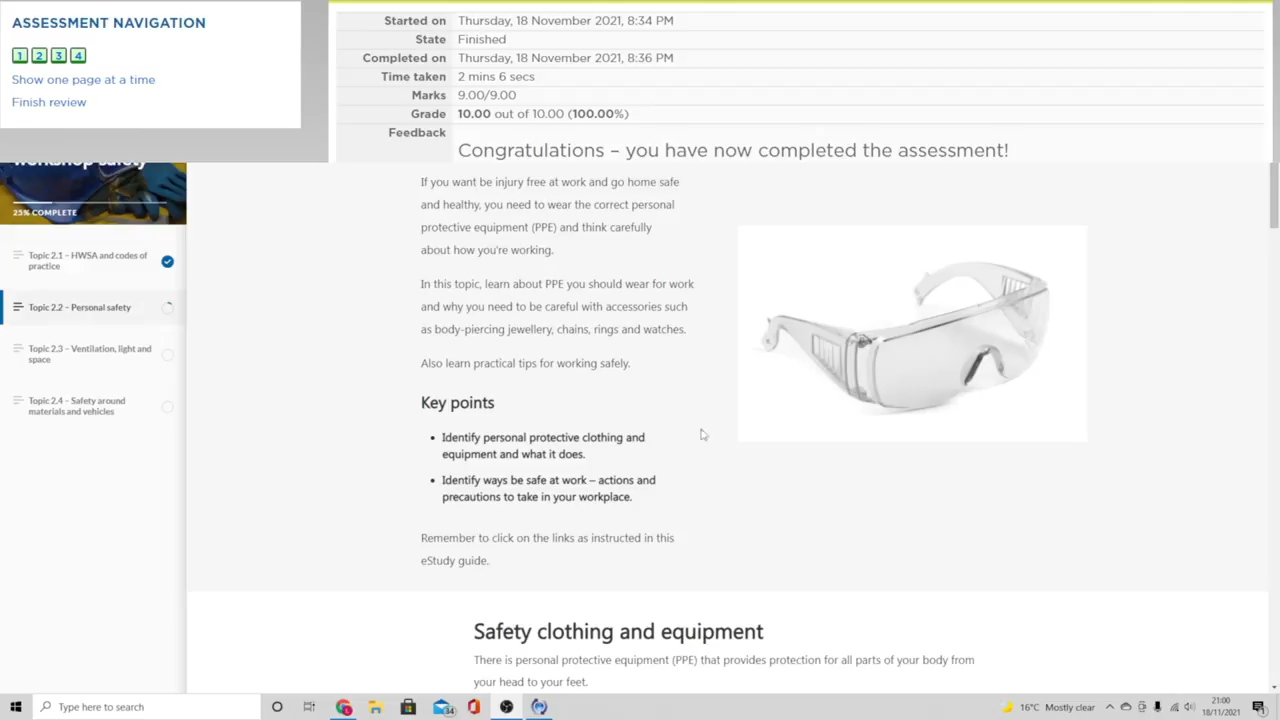 ASSESSMENT NAVIGATION
1 2 3 4
Show one page at a time
Finish review
Started on Thursday, 18 November 2021, 8:34 PM
State Finished
Completed on Thursday, 18 November 2021, 8:36 PM
Time taken 2 mins 6 secs
Marks 9.00/9.00
Grade 10.00 out of 10.00 (100.00%)
Feedback
Congratulations – you have now completed the assessment!
workshop safety
25% COMPLETE
Topic 2.1 – HWSA and codes of
practice
Topic 2.2 – Personal safety
Topic 2.3 – Ventilation, light and
space
Topic 2.4 – Safety around
materials and vehicles
If you want be injury free at work and go home safe
and healthy, you need to wear the correct personal
protective equipment (PPE) and think carefully
about how you're working.
In this topic, learn about PPE you should wear for work
and why you need to be careful with accessories such
as body-piercing jewellery, chains, rings and watches.
Also learn practical tips for working safely.
Key points
• Identify personal protective clothing and
equipment and what it does.
• Identify ways be safe at work – actions and
precautions to take in your workplace.
Remember to click on the links as instructed in this
eStudy guide.
Safety clothing and equipment
There is personal protective equipment (PPE) that provides protection for all parts of your body from
your head to your feet.
Type here to search
34
16°C Mostly clear
21:00
18/11/2021